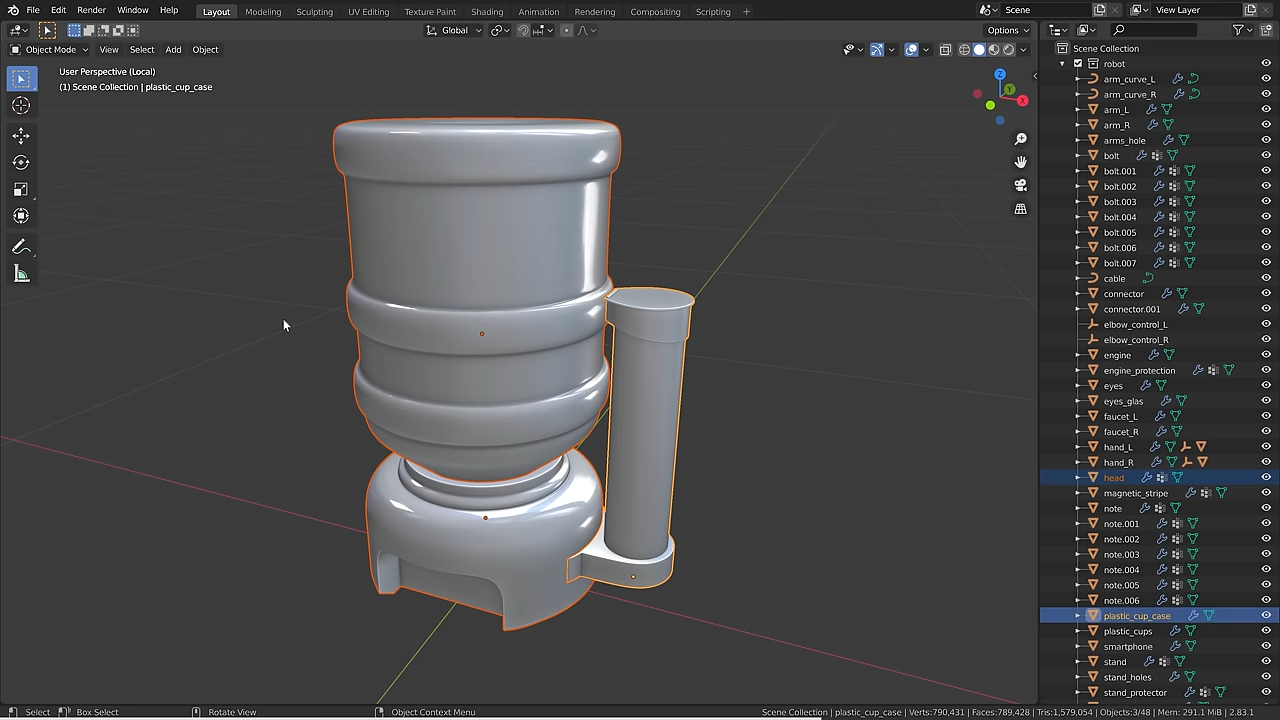 File Edit Render Window Help Layout Modeling Sculpting UV Editing Texture Paint Shading Animation Rendering Compositing Scripting + Scene View Layer
Global Options
Object Mode View Select Add Object
User Perspective (Local)
(1) Scene Collection | plastic_cup_case
Z
Y
X
Scene Collection
robot
arm_curve_L
arm_curve_R
arm_L
arm_R
arms_hole
bolt
bolt.001
bolt.002
bolt.003
bolt.004
bolt.005
bolt.006
bolt.007
cable
connector
connector.001
elbow_control_L
elbow_control_R
engine
engine_protection
eyes
eyes_glas
faucet_L
faucet_R
hand_L
hand_R
head
magnetic_stripe
note
note.001
note.002
note.003
note.004
note.005
note.006
plastic_cup_case
plastic_cups
smartphone
stand
stand_holes
stand_protector
Select Box Select Rotate View Object Context Menu Scene Collection | plastic_cup_case | Verts:790,431 | Faces:789,428 | Tris:1,579,054 | Objects:3/48 | Mem: 291.1 MB | 2.83.1